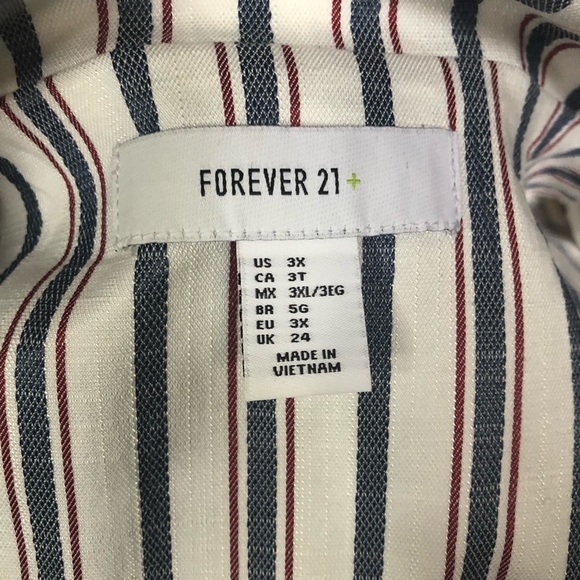 FOREVER 21+
US 3X
CA 3T
MX 3XL/3EG
BR 5G
EU 3X
UK 24
MADE IN
VIETNAM